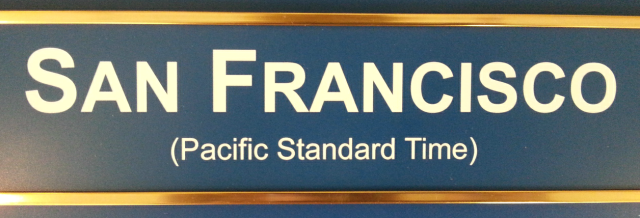 SAN FRANCISCO
(Pacific Standard Time)